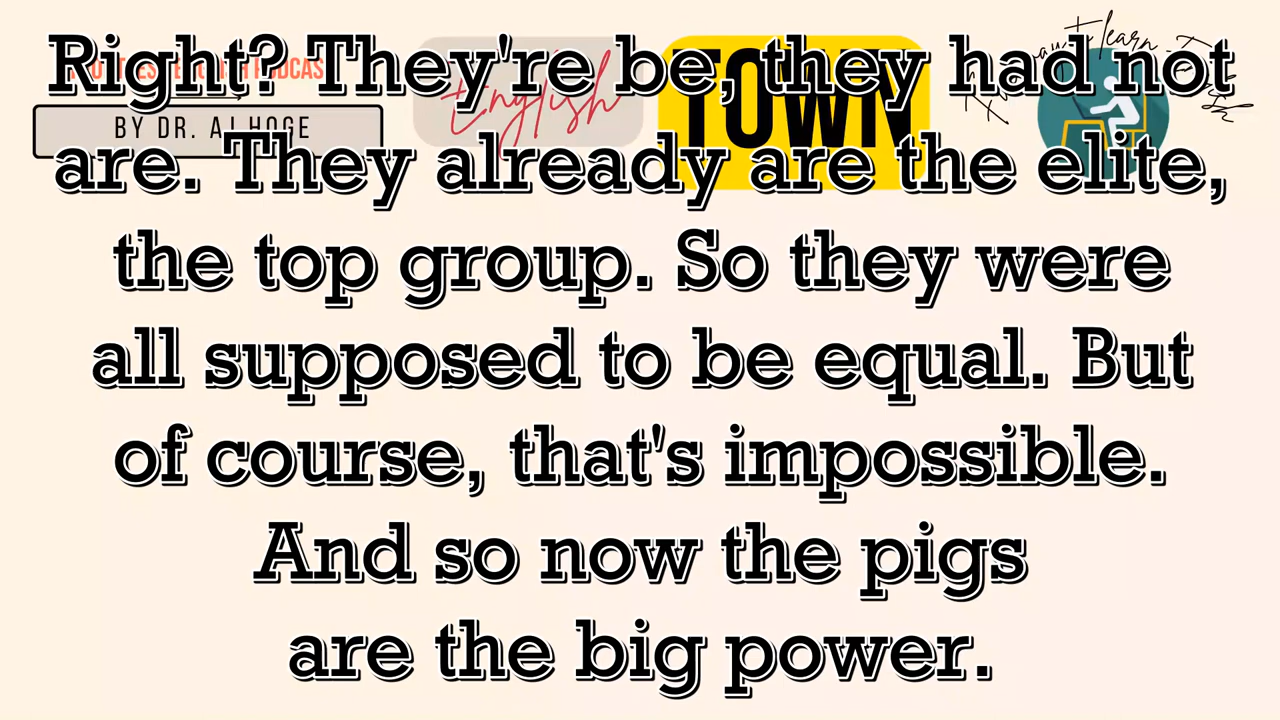 Right? They're be, they had not
are. They already are the elite,
the top group. So they were
all supposed to be equal. But
of course, that's impossible.
And so now the pigs
are the big power.
BY DR. AJ HOGE
English
TOWN